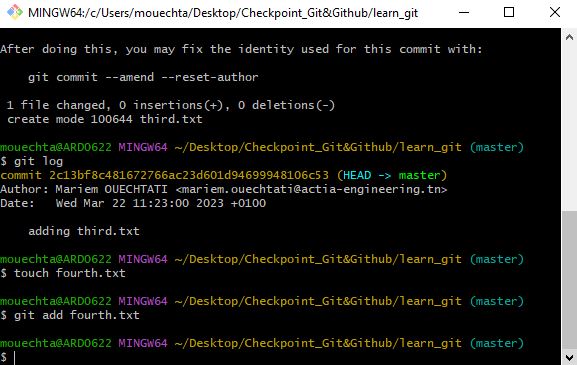 MINGW64:/c/Users/mouechta/Desktop/Checkpoint_Git&Github/learn_git
After doing this, you may fix the identity used for this commit with:
git commit --amend --reset-author
1 file changed, 0 insertions(+), 0 deletions(-)
create mode 100644 third.txt
mouechta@ARDO622 MINGW64 ~/Desktop/Checkpoint_Git&Github/learn_git (master)
$ git log
commit 2c13bf8c481672766ac23d601d94699948106c53 (HEAD -> master)
Author: Mariem OUECHTATI <mariem.ouechtati@actia-engineering.tn>
Date:   Wed Mar 22 11:23:00 2023 +0100
adding third.txt
mouechta@ARDO622 MINGW64 ~/Desktop/Checkpoint_Git&Github/learn_git (master)
$ touch fourth.txt
mouechta@ARDO622 MINGW64 ~/Desktop/Checkpoint_Git&Github/learn_git (master)
$ git add fourth.txt
mouechta@ARDO622 MINGW64 ~/Desktop/Checkpoint_Git&Github/learn_git (master)
$